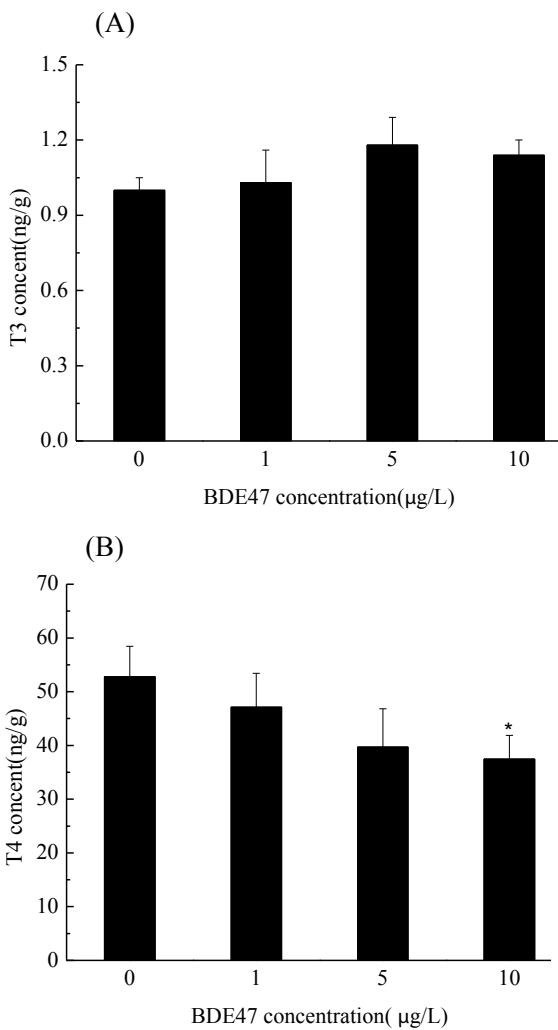 (A)
1.5
1.2
0.9
0.6
0.3
0.0
T3 concent(ng/g)
0 1 5 10
BDE47 concentration(μg/L)
(B)
70
60
50
40
30
20
10
0
T4 concent(ng/g)
*
0 1 5 10
BDE47 concentration( μg/L)